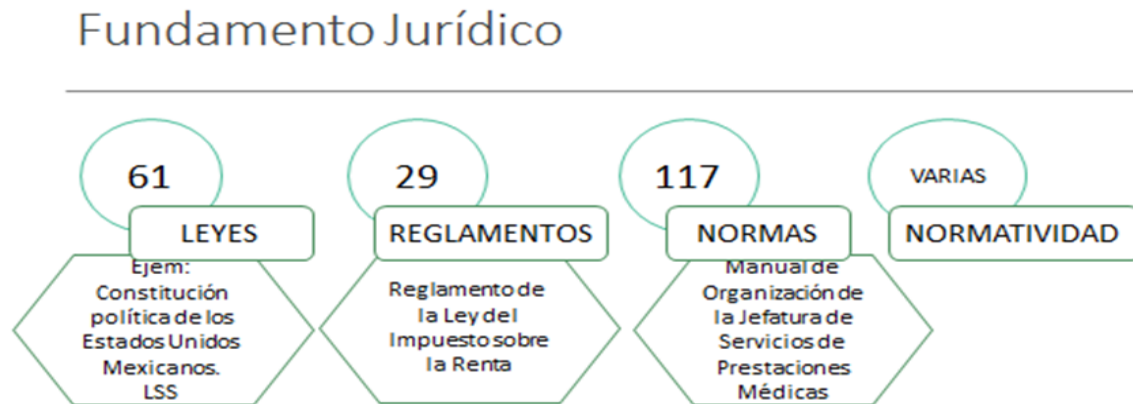 Fundamento Jurídico
61
LEYES
Ejem:
Constitución
política de los
Estados Unidos
Mexicanos.
LSS
29
REGLAMENTOS
Reglamento de
la Ley del
Impuesto sobre
la Renta
117
NORMAS
Manual de
Organización de
la Jefatura de
Servicios de
Prestaciones
Médicas
VARIAS
NORMATIVIDAD